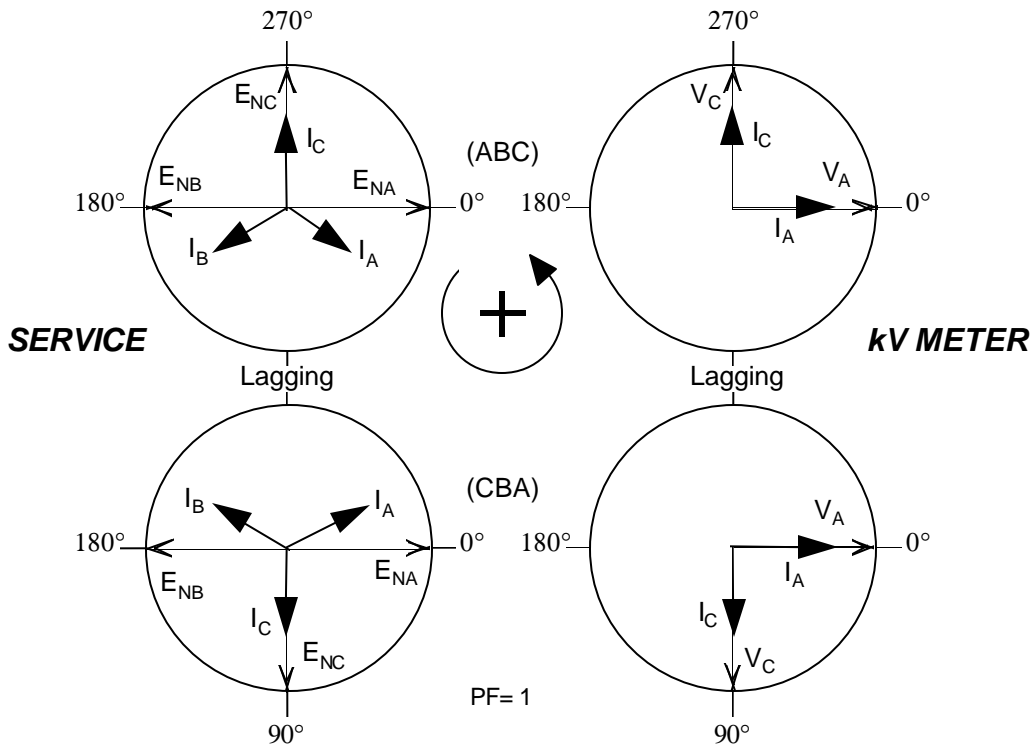 270°
270°
E_NC
I_C
V_C
I_C
(ABC)
E_NB
E_NA
V_A
180°
0°
180°
0°
I_B
I_A
I_A
SERVICE
kV METER
Lagging
Lagging
(CBA)
I_B
I_A
V_A
180°
0°
180°
0°
E_NB
E_NA
I_A
I_C
I_C
E_NC
V_C
PF= 1
90°
90°